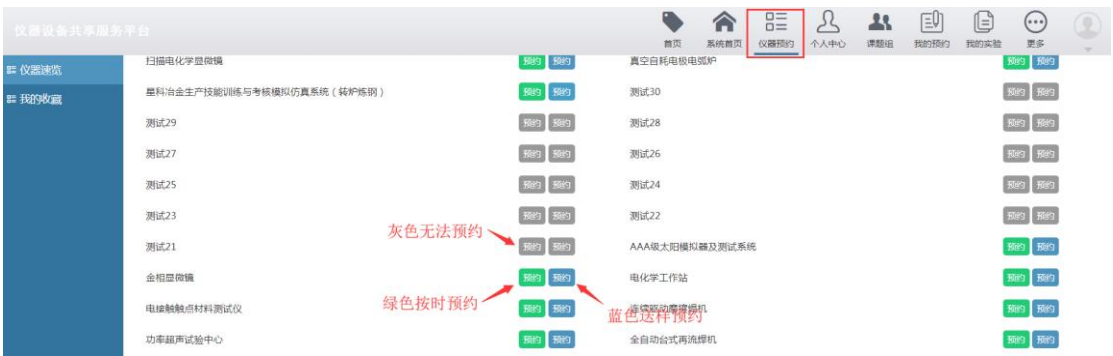 仪器设备共享服务平台
首页 系统首页 仪器预约 个人中心 课题组 我的预约 我的实验 更多
仪器速览
我的收藏
扫描电化学显微镜 预约 预约 真空自耗电极电弧炉 预约 预约
星科冶金生产技能训练与考核模拟仿真系统（转炉炼钢） 预约 预约 测试30 预约 预约
测试29 预约 预约 测试28 预约 预约
测试27 预约 预约 测试26 预约 预约
测试25 预约 预约 测试24 预约 预约
测试23 预约 预约 测试22 预约 预约
灰色无法预约
测试21 预约 预约 AAA级太阳模拟器及测试系统 预约 预约
金相显微镜 预约 预约 电化学工作站 预约 预约
绿色按时预约
电接触触点材料测试仪 预约 预约 连续驱动摩擦焊机 预约 预约
蓝色送样预约
功率超声试验中心 预约 预约 全自动台式再流焊机 预约 预约